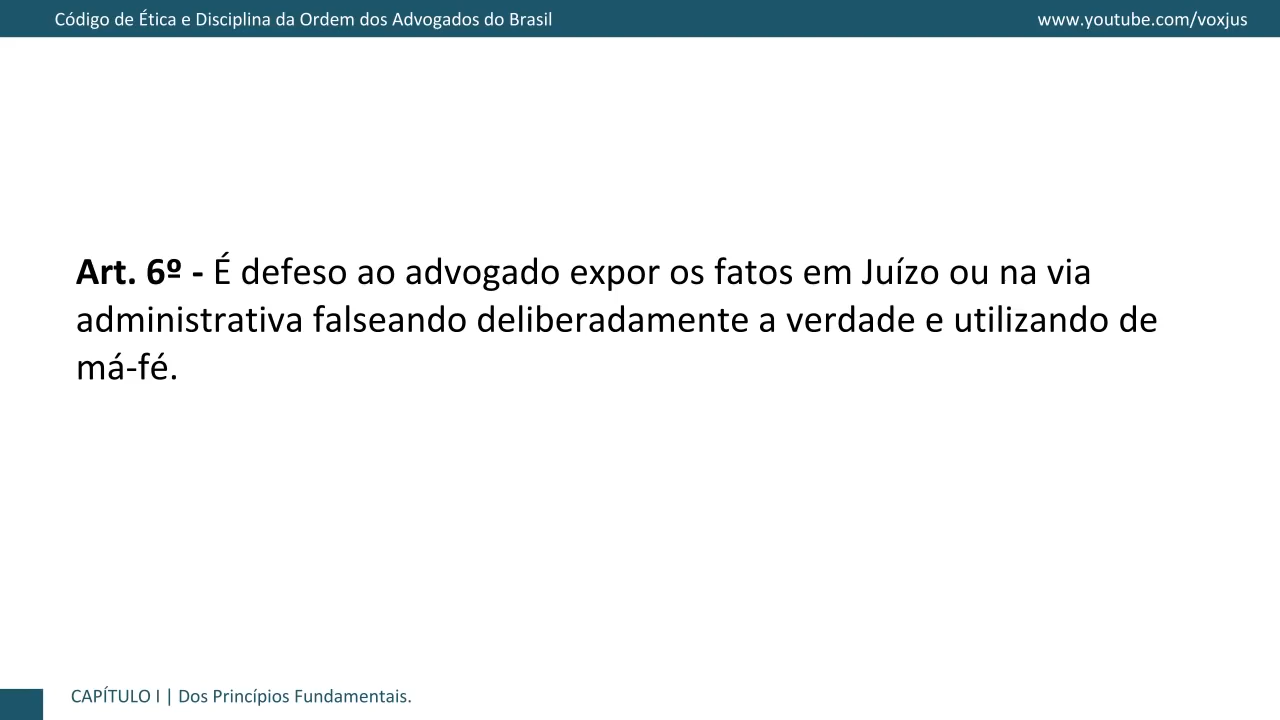 Código de Ética e Disciplina da Ordem dos Advogados do Brasil
www.youtube.com/voxjus
Art. 6º - É defeso ao advogado expor os fatos em Juízo ou na via
administrativa falseando deliberadamente a verdade e utilizando de
má-fé.
CAPÍTULO I | Dos Princípios Fundamentais.